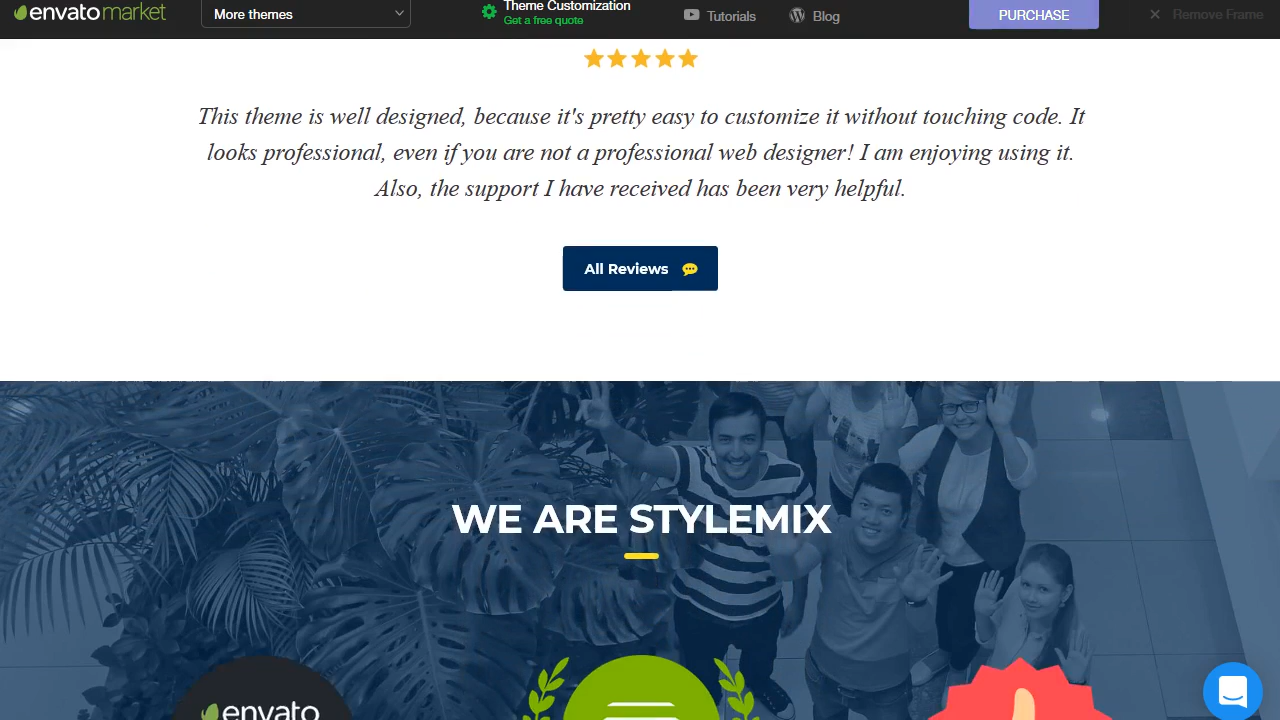 envatomarket
More themes
Theme Customization
Get a free quote
Tutorials
Blog
PURCHASE
Remove Frame
This theme is well designed, because it's pretty easy to customize it without touching code. It
looks professional, even if you are not a professional web designer! I am enjoying using it.
Also, the support I have received has been very helpful.
All Reviews
WE ARE STYLEMIX
envato